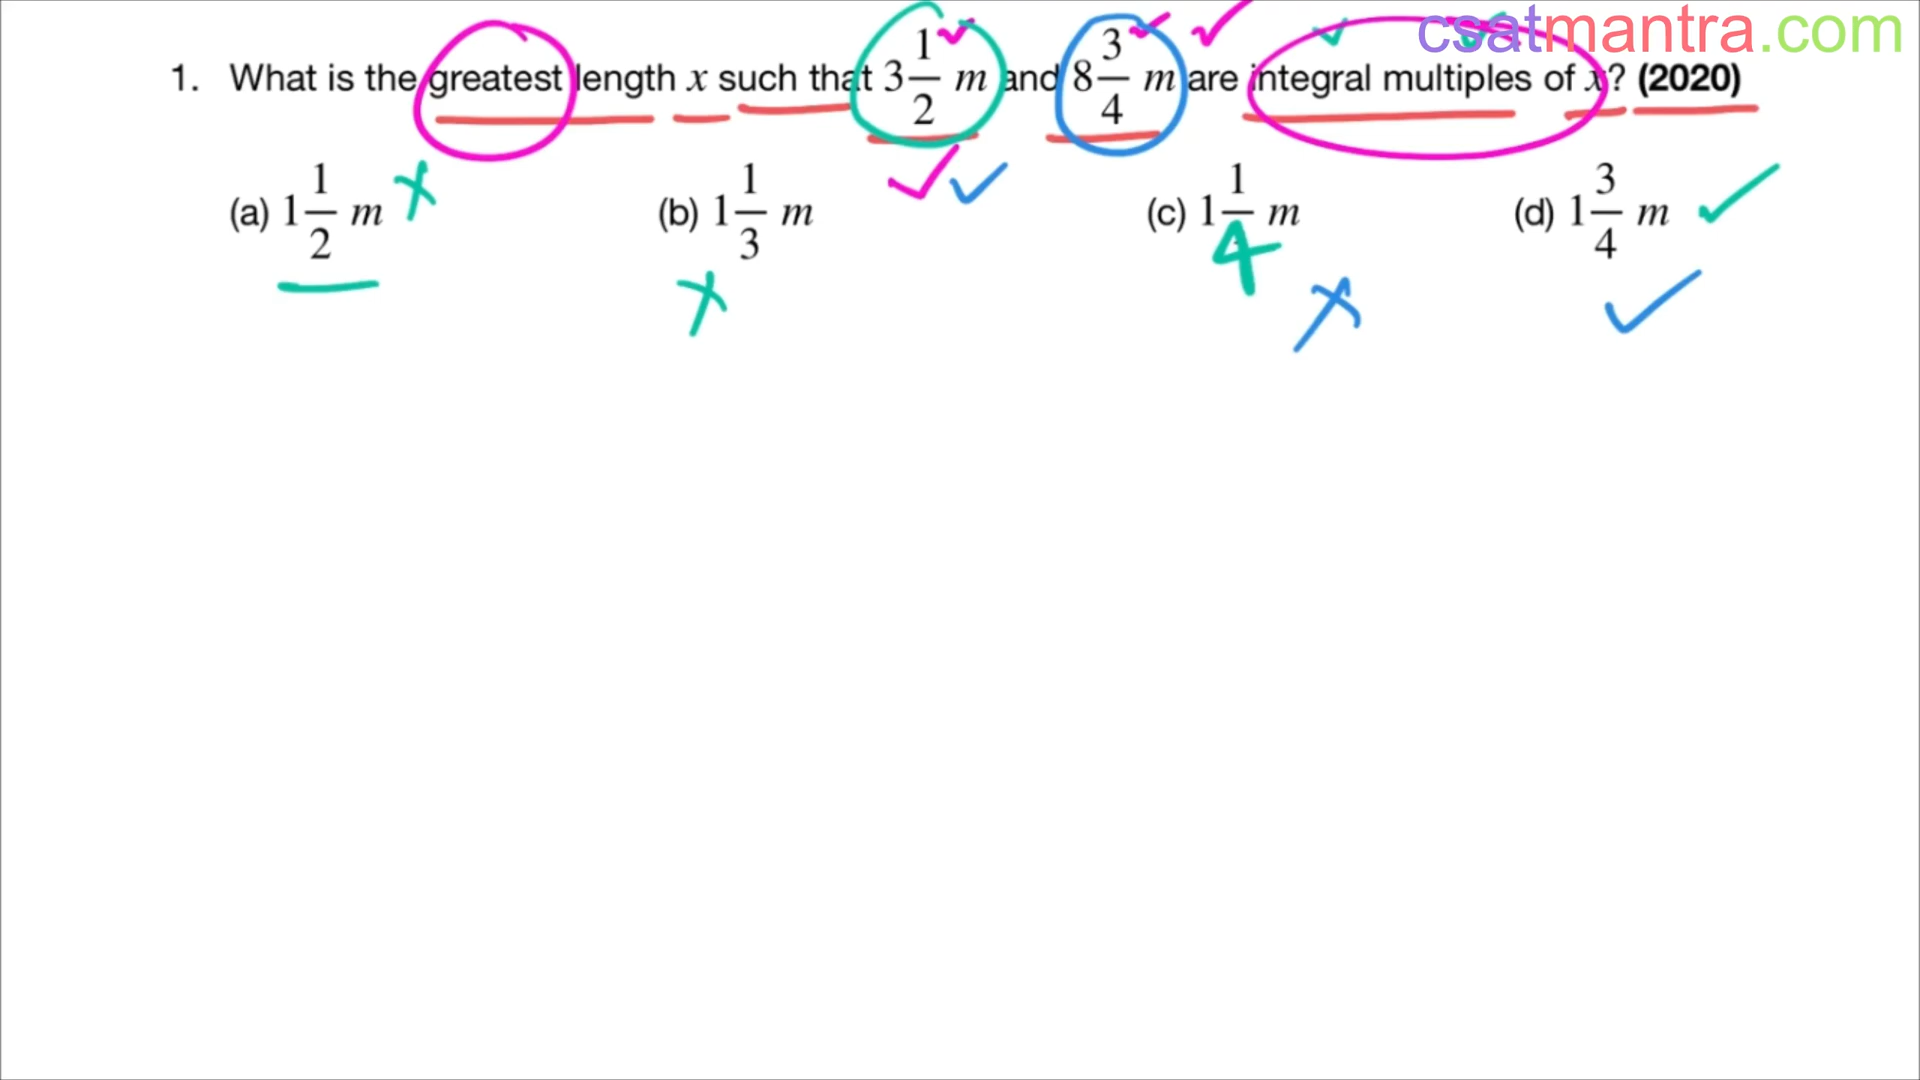 csatmantra.com
1. What is the greatest length x such that 3 1/2 m and 8 3/4 m are integral multiples of x? (2020)
(a) 1 1/2 m (b) 1 1/3 m (c) 1 1/4 m (d) 1 3/4 m